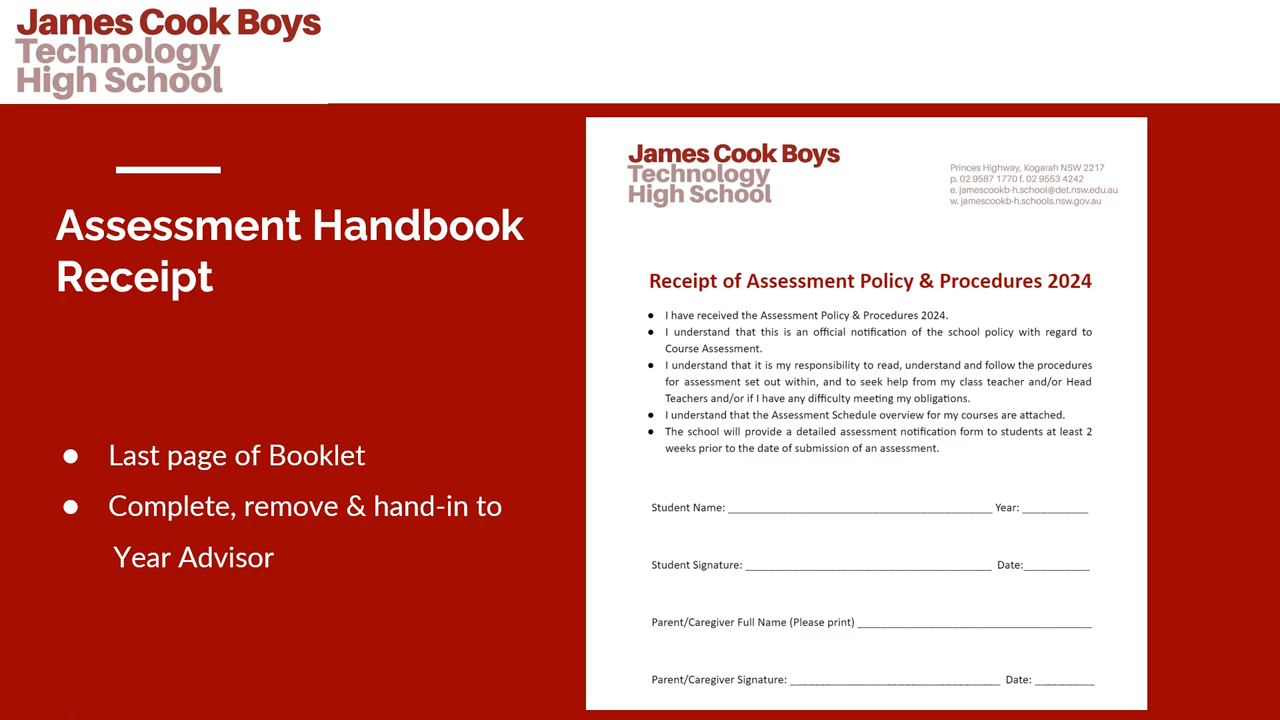 James Cook Boys
Technology
High School
Assessment Handbook
Receipt
● Last page of Booklet
● Complete, remove & hand-in to
Year Advisor
James Cook Boys
Technology
High School
Princes Highway, Kogarah NSW 2217
p. 02 9587 1770 f. 02 9553 4242
e. jamescookb-h.school@det.nsw.edu.au
w. jamescookb-h.schools.nsw.gov.au
Receipt of Assessment Policy & Procedures 2024
● I have received the Assessment Policy & Procedures 2024.
● I understand that this is an official notification of the school policy with regard to
Course Assessment.
● I understand that it is my responsibility to read, understand and follow the procedures
for assessment set out within, and to seek help from my class teacher and/or Head
Teachers and/or if I have any difficulty meeting my obligations.
● I understand that the Assessment Schedule overview for my courses are attached.
● The school will provide a detailed assessment notification form to students at least 2
weeks prior to the date of submission of an assessment.
Student Name: ____________________ Year: __________
Student Signature: ____________________ Date:__________
Parent/Caregiver Full Name (Please print) ____________________
Parent/Caregiver Signature: ____________________ Date: __________